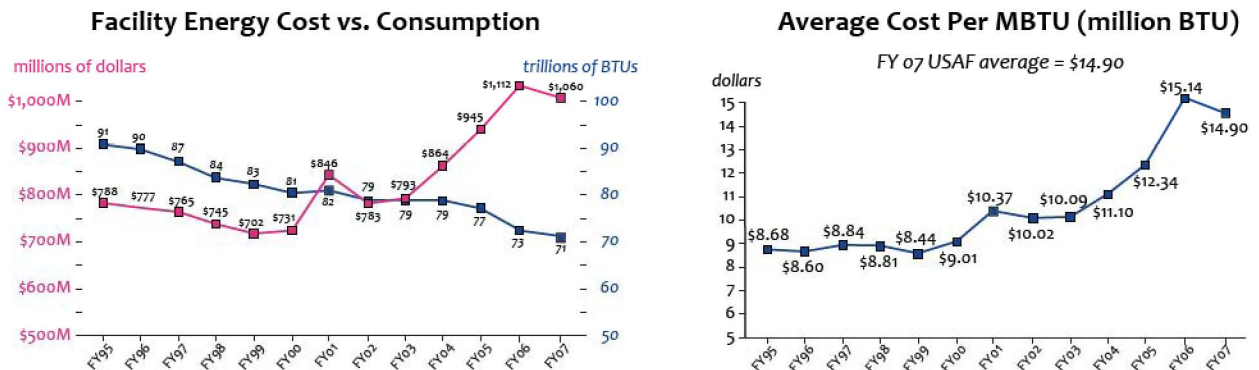 Facility Energy Cost vs. Consumption
millions of dollars
trillions of BTUs
$1,000M
$900M
$800M
$700M
$600M
$500M
100
90
80
70
60
50
91
90
87
84
83
81
82
79
79
79
77
73
71
$788
$777
$765
$745
$702
$731
$846
$783
$793
$864
$945
$1,112
$1,060
FY95
FY96
FY97
FY98
FY99
FY00
FY01
FY02
FY03
FY04
FY05
FY06
FY07
Average Cost Per MBTU (million BTU)
FY 07 USAF average = $14.90
dollars
15
14
13
12
11
10
9
8
7
6
5
$8.68
$8.60
$8.84
$8.81
$8.44
$9.01
$10.37
$10.02
$10.09
$11.10
$12.34
$15.14
$14.90
FY95
FY96
FY97
FY98
FY99
FY00
FY01
FY02
FY03
FY04
FY05
FY06
FY07